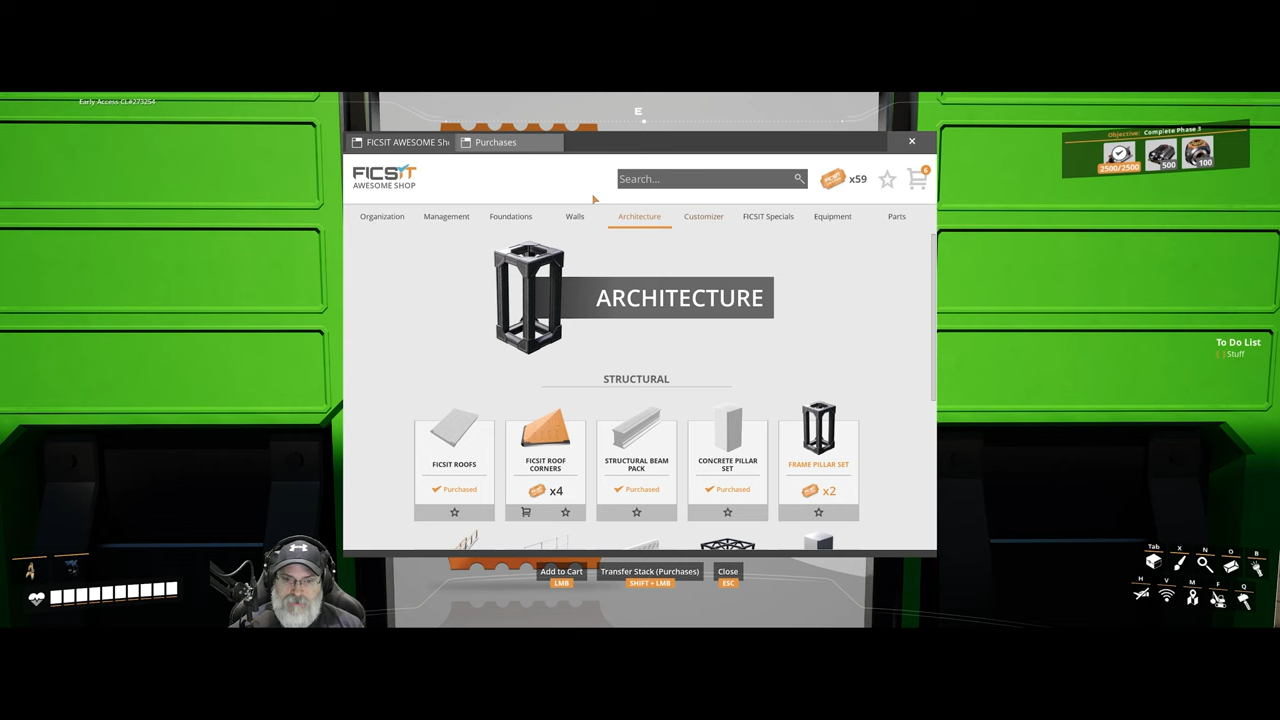 Early Access CL#273254
E
FICSIT AWESOME Sh
Purchases
Objective: Complete Phase 3
2500/2500
500
100
FICSIT
AWESOME SHOP
Search...
x59
6
Organization
Management
Foundations
Walls
Architecture
Customizer
FICSIT Specials
Equipment
Parts
ARCHITECTURE
To Do List
[ ] Stuff
STRUCTURAL
FICSIT ROOFS
Purchased
FICSIT ROOF
CORNERS
x4
STRUCTURAL BEAM
PACK
Purchased
CONCRETE PILLAR
SET
Purchased
FRAME PILLAR SET
x2
Add to Cart
LMB
Transfer Stack (Purchases)
SHIFT + LMB
Close
ESC
Tab
X
N
O
B
H
V
M
F
Q